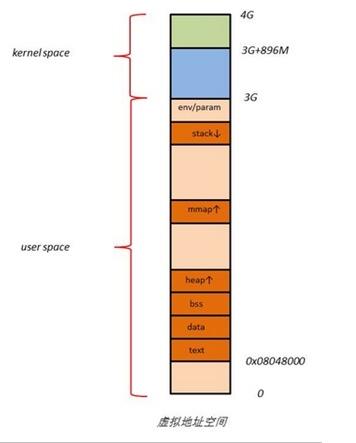 4G
kernel space
3G+896M
3G
env/param
stack↓
mmap↑
user space
heap↑
bss
data
text
0x08048000
0
虚拟地址空间